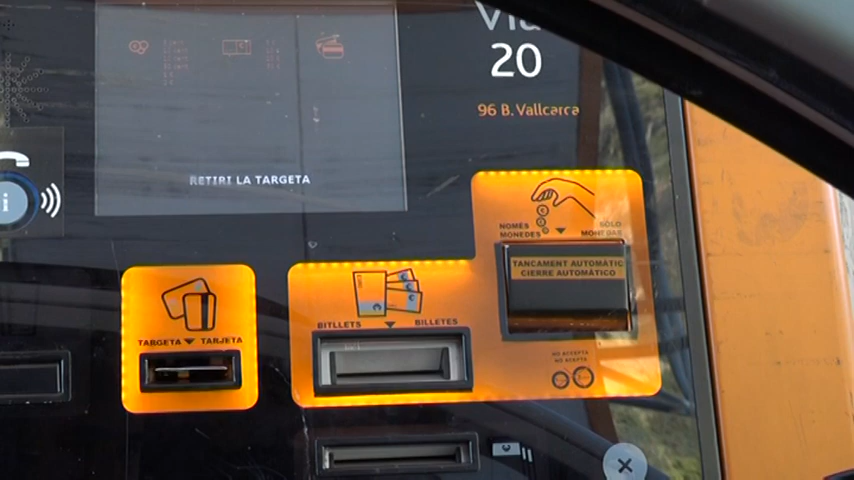 Via
20
96 B. Vallcarca
RETIRI LA TARGETA
i
NOMÉS
MONEDES
SÓLO
MONEDAS
TANCAMENT AUTOMÀTIC
CIERRE AUTOMÁTICO
BITLLETS
BILLETES
TARGETA
TARJETA
NO ACCEPTA
NO ACEPTA